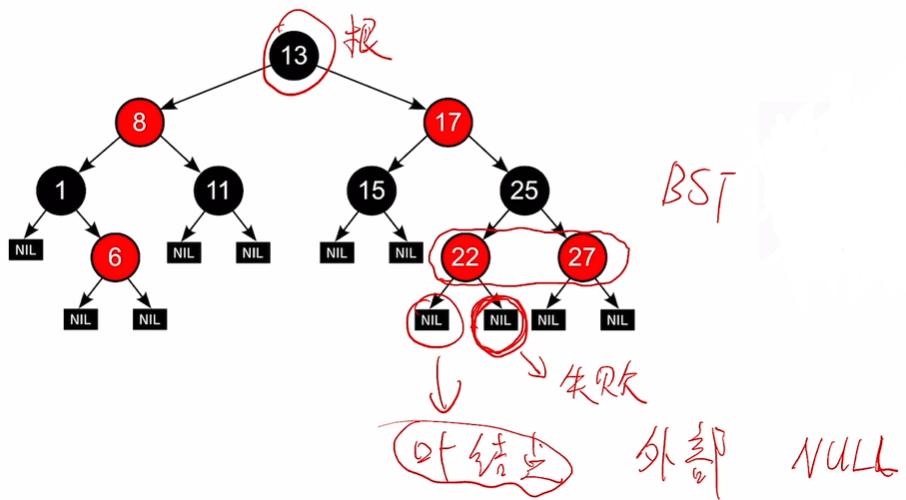 13 根
8 17
1 11 15 25 BST
NIL 6 NIL NIL NIL NIL 22 27
NIL NIL NIL NIL NIL NIL
失败
叶结点 外部 NULL